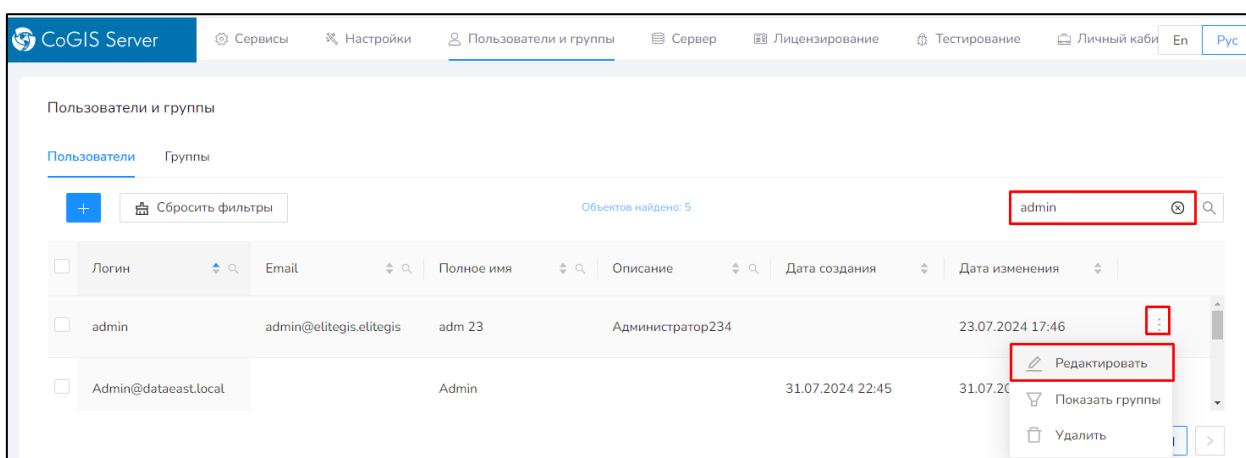 CoGIS Server Сервисы Настройки Пользователи и группы Сервер Лицензирование Тестирование Личный каби En Рус
Пользователи и группы
Пользователи Группы
+ Сбросить фильтры Объектов найдено: 5 admin
Логин Email Полное имя Описание Дата создания Дата изменения
admin admin@elitegis.elitegis adm 23 Администратор234 23.07.2024 17:46
Редактировать
Admin@dataeast.local Admin 31.07.2024 22:45 31.07.20
Показать группы
Удалить